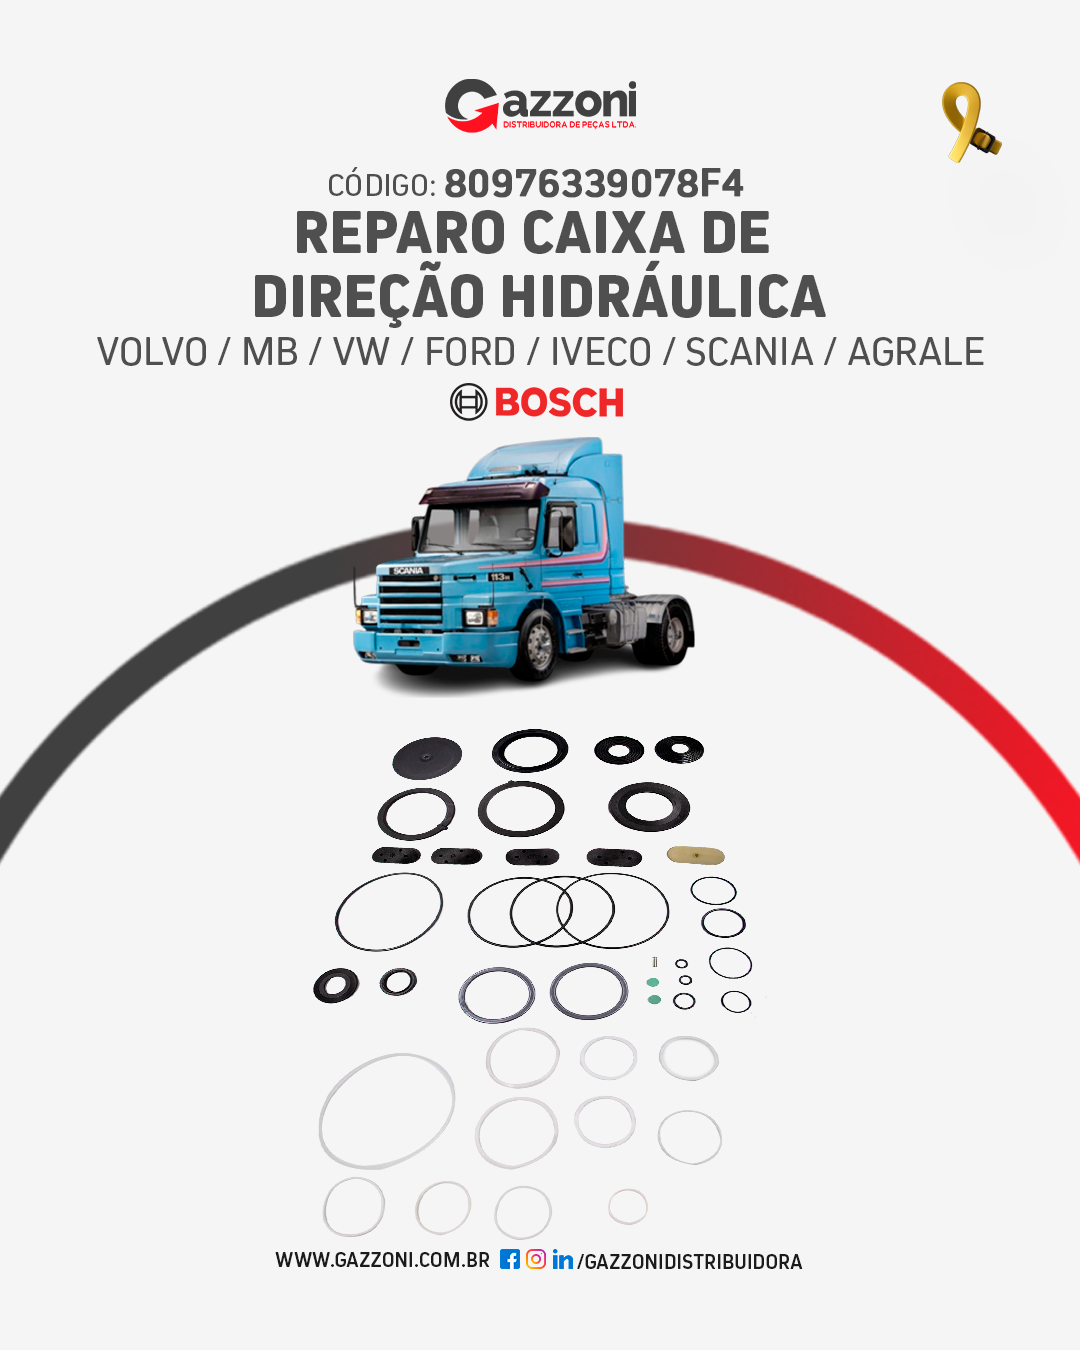 Gazzoni
DISTRIBUIDORA DE PEÇAS LTDA.
CÓDIGO: 80976339078F4
REPARO CAIXA DE
DIREÇÃO HIDRÁULICA
VOLVO / MB / VW / FORD / IVECO / SCANIA / AGRALE
BOSCH
SCANIA
113H
WWW.GAZZONI.COM.BR /GAZZONIDISTRIBUIDORA